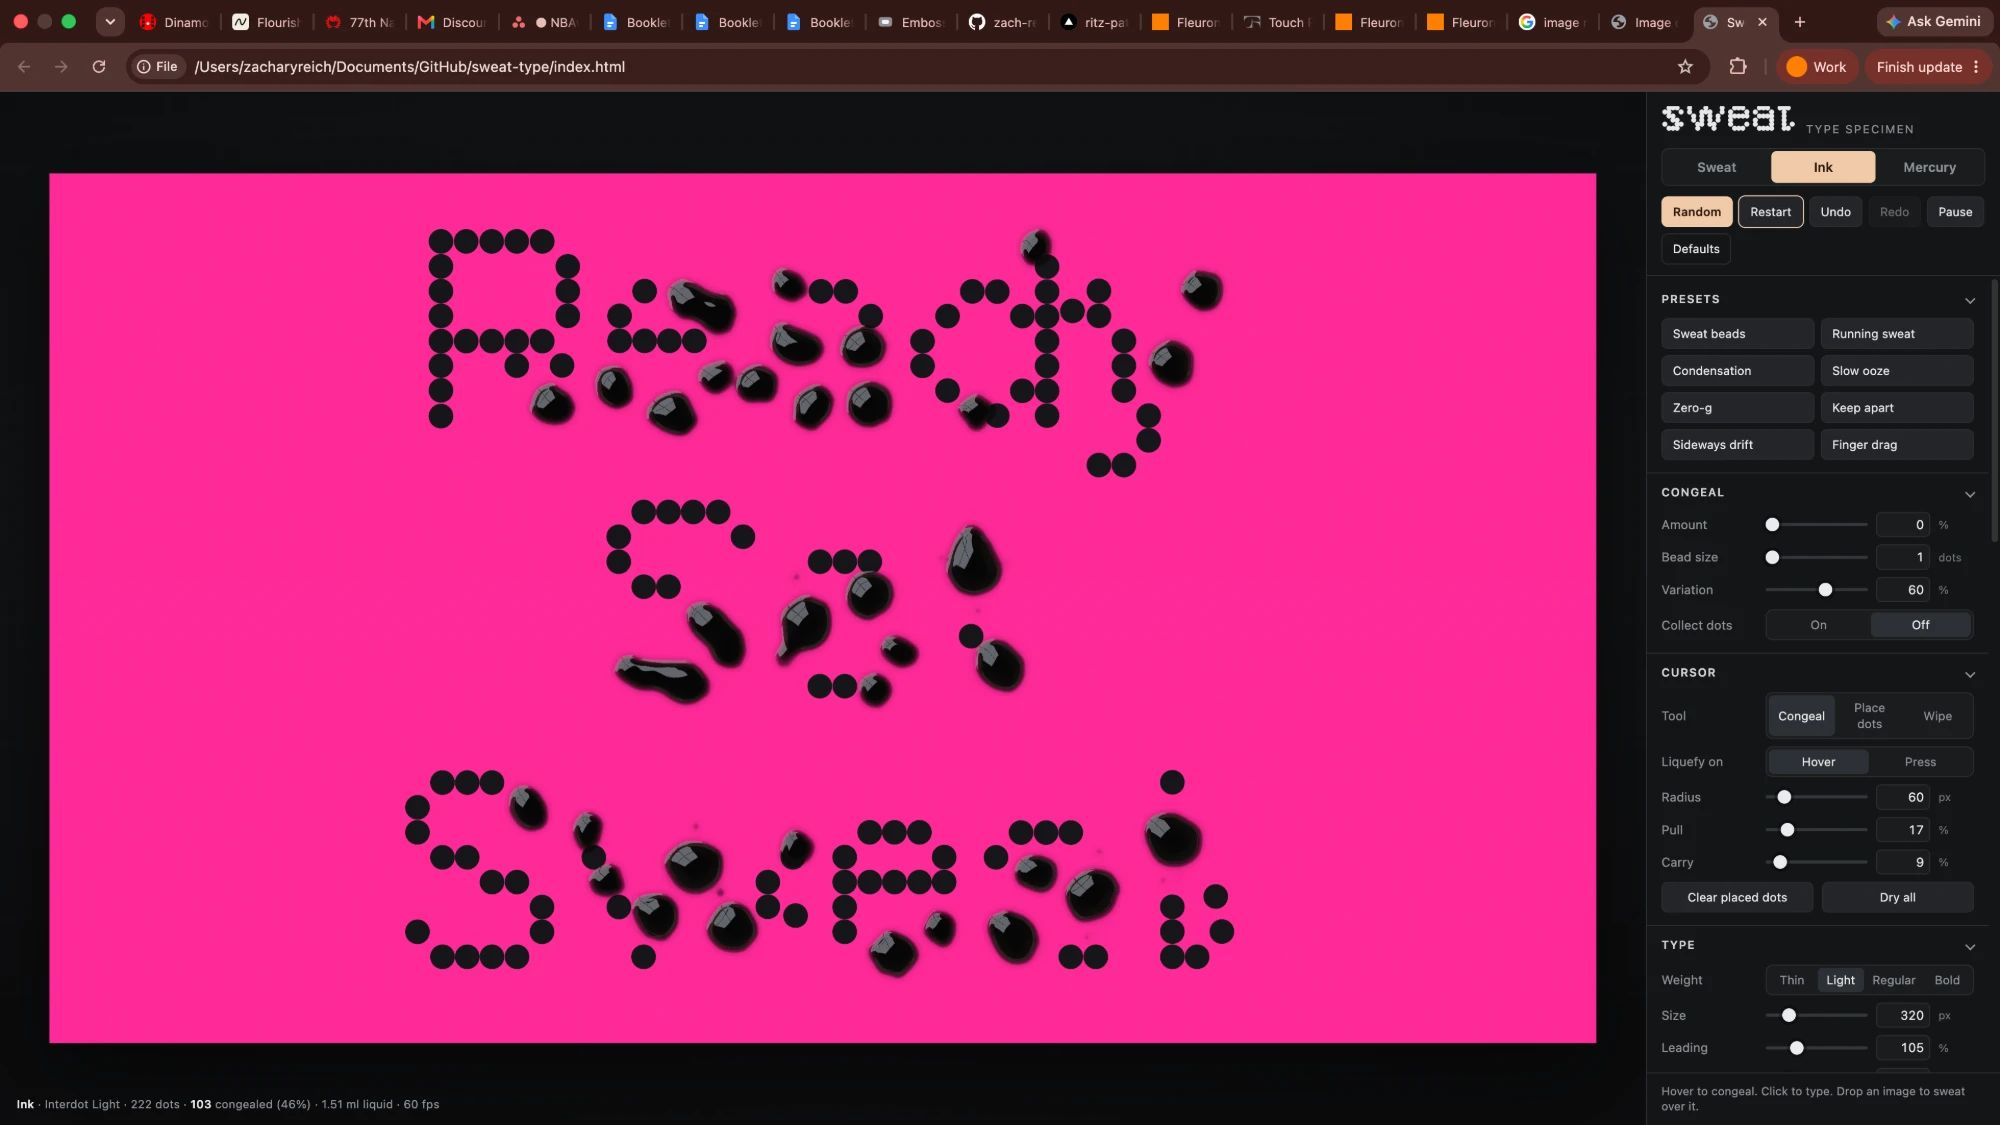 Dinamo
Flourish
77th Na
Discou
NBA
Booklet
Booklet
Booklet
Embos
zach-re
ritz-pat
Fleuron
Touch
Fleuron
Fleuron
image
Image
Sw
Ask Gemini
File
/Users/zacharyreich/Documents/GitHub/sweat-type/index.html
Work
Finish update
sweat TYPE SPECIMEN
Sweat Ink Mercury
Random Restart Undo Redo Pause
Defaults
PRESETS
Sweat beads Running sweat
Condensation Slow ooze
Zero-g Keep apart
Sideways drift Finger drag
CONGEAL
Amount 0 %
Bead size 1 dots
Variation 60 %
Collect dots On Off
CURSOR
Tool Congeal Place dots Wipe
Liquefy on Hover Press
Radius 60 px
Pull 17 %
Carry 9 %
Clear placed dots Dry all
TYPE
Weight Thin Light Regular Bold
Size 320 px
Leading 105 %
Hover to congeal. Click to type. Drop an image to sweat
over it.
Ink · Interdot Light · 222 dots · 103 congealed (46%) · 1.51 ml liquid · 60 fps